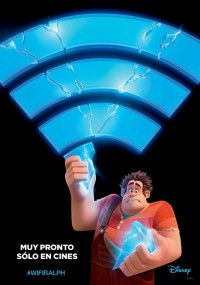 MUY PRONTO
SÓLO EN CINES
#WIFIRALPH
Disney